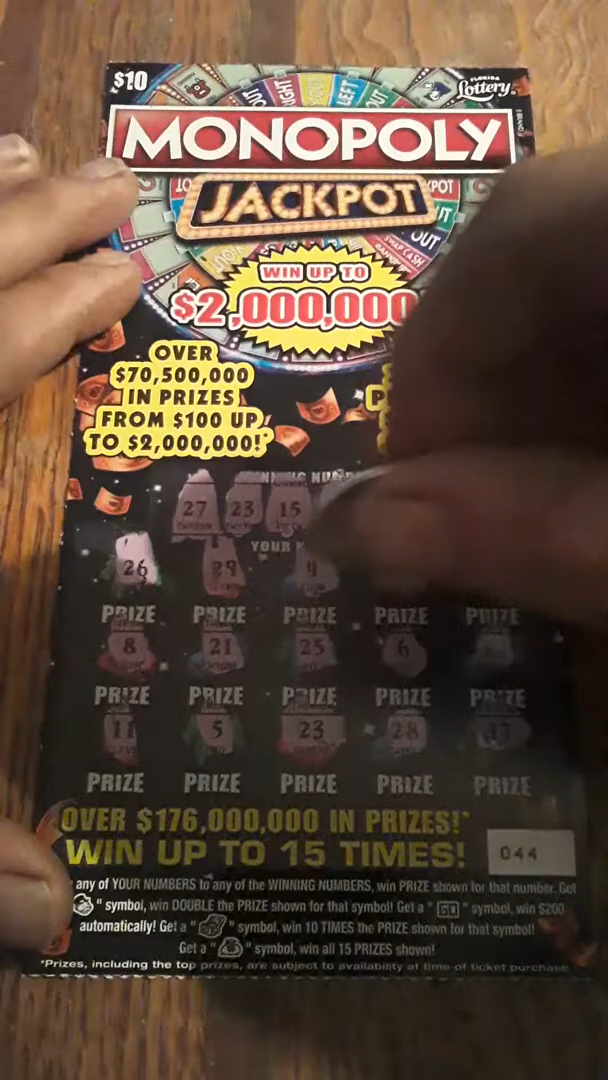 $10
FLORIDA
Lottery
MONOPOLY
JACKPOT
WIN UP TO
$2,000,000
OVER
$70,500,000
IN PRIZES
FROM $100 UP
TO $2,000,000!*
WINNING
27 23 15
YOUR
26 29 4
PRIZE PRIZE PRIZE PRIZE PRIZE
8 21 25 6
PRIZE PRIZE PRIZE PRIZE PRIZE
11 5 23 28 17
PRIZE PRIZE PRIZE PRIZE PRIZE
OVER $176,000,000 IN PRIZES!*
WIN UP TO 15 TIMES! 044
any of YOUR NUMBERS to any of the WINNING NUMBERS, win PRIZE shown for that number. Get
" symbol, win DOUBLE the PRIZE shown for that symbol! Get a " GO " symbol, win $200
automatically! Get a " " symbol, win 10 TIMES the PRIZE shown for that symbol!
Get a " " symbol, win all 15 PRIZES shown!
*Prizes, including the top prizes, are subject to availability at time of ticket purchase.